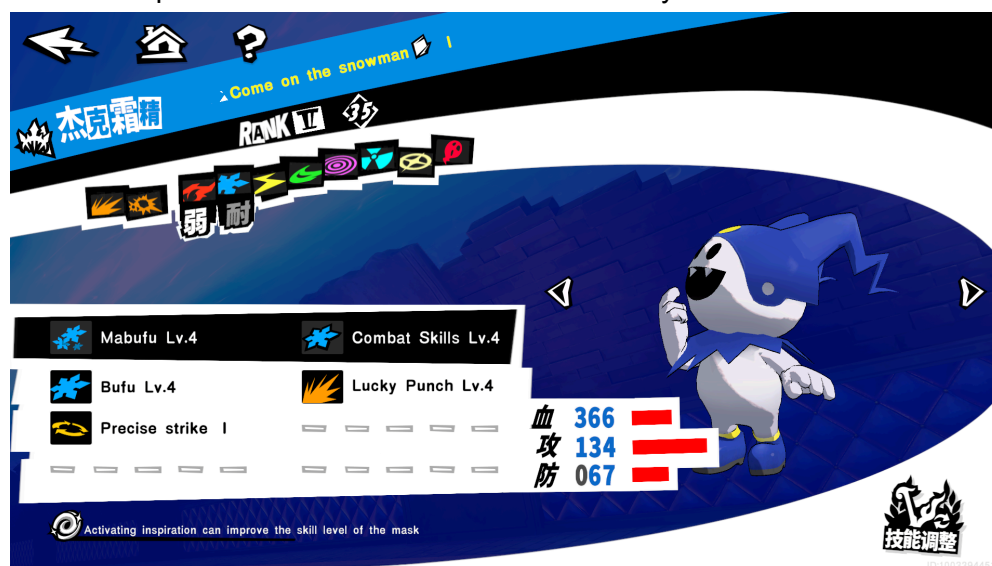 Come on the snowman I
杰克霜精
RANK II 35
弱 耐
Mabufu Lv.4
Combat Skills Lv.4
Bufu Lv.4
Lucky Punch Lv.4
Precise strike I
血 366
攻 134
防 067
Activating inspiration can improve the skill level of the mask
技能调整